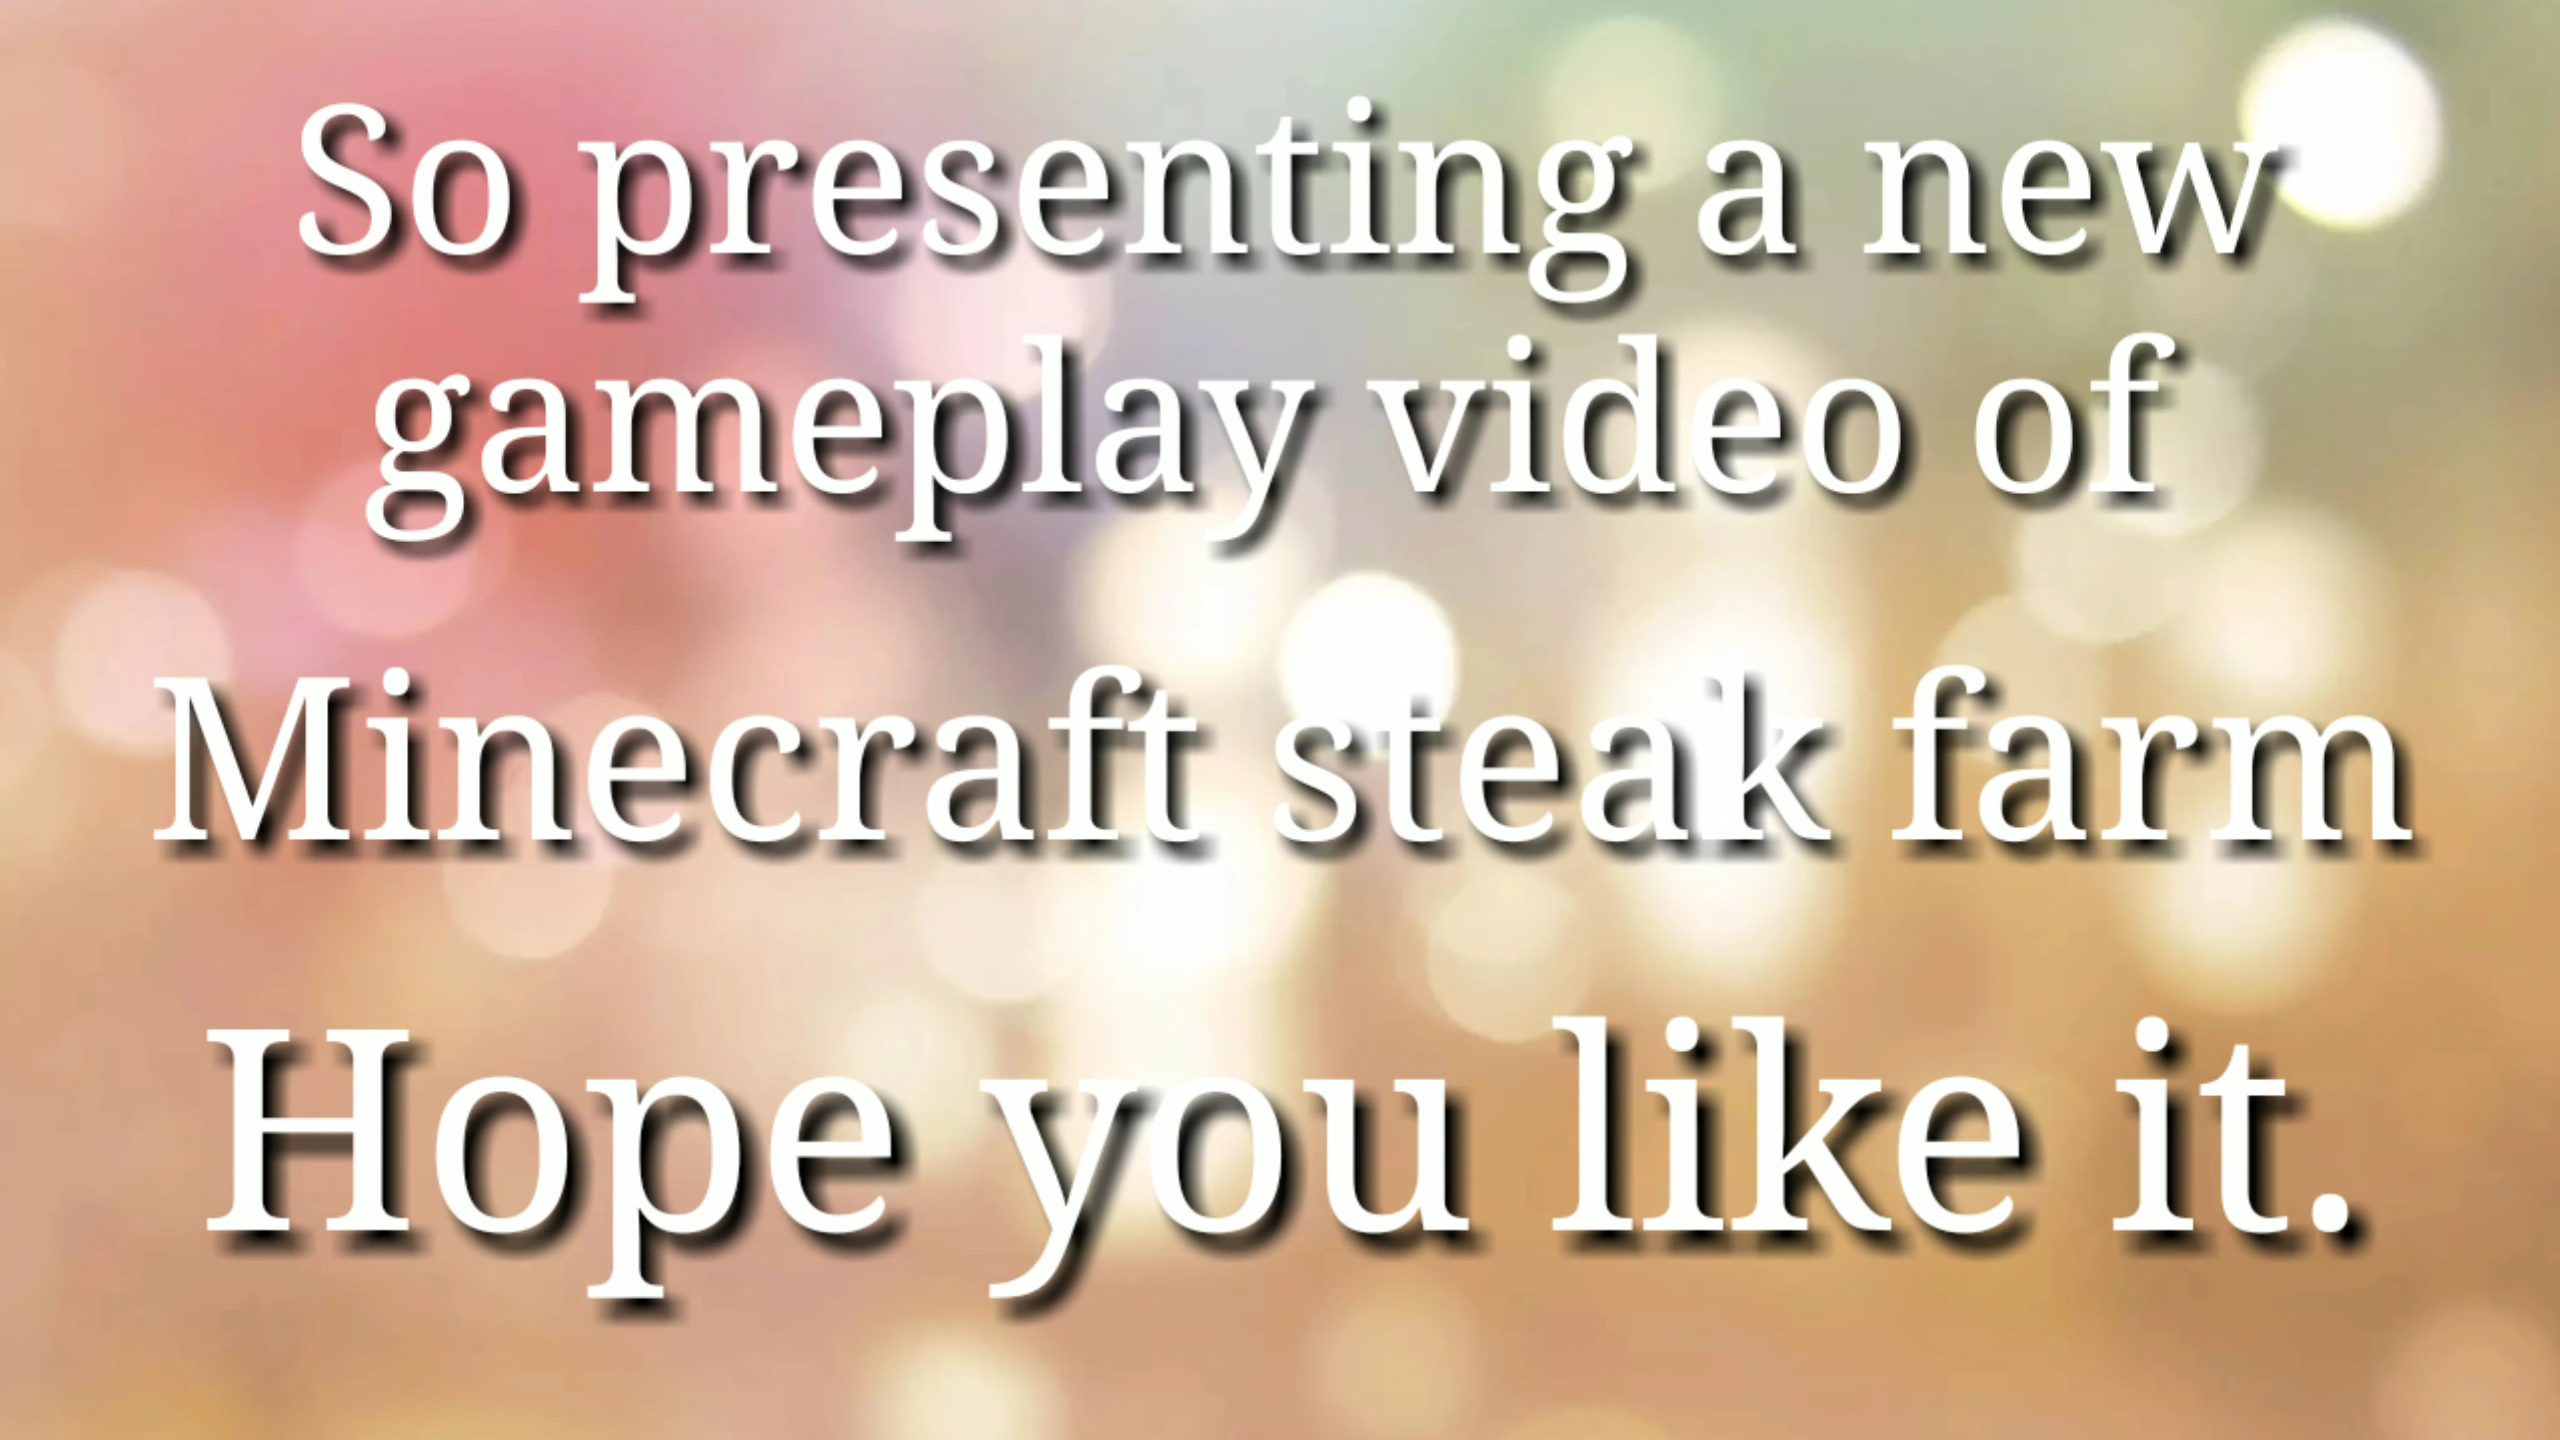 So presenting a new
gameplay video of
Minecraft steak farm
Hope you like it.